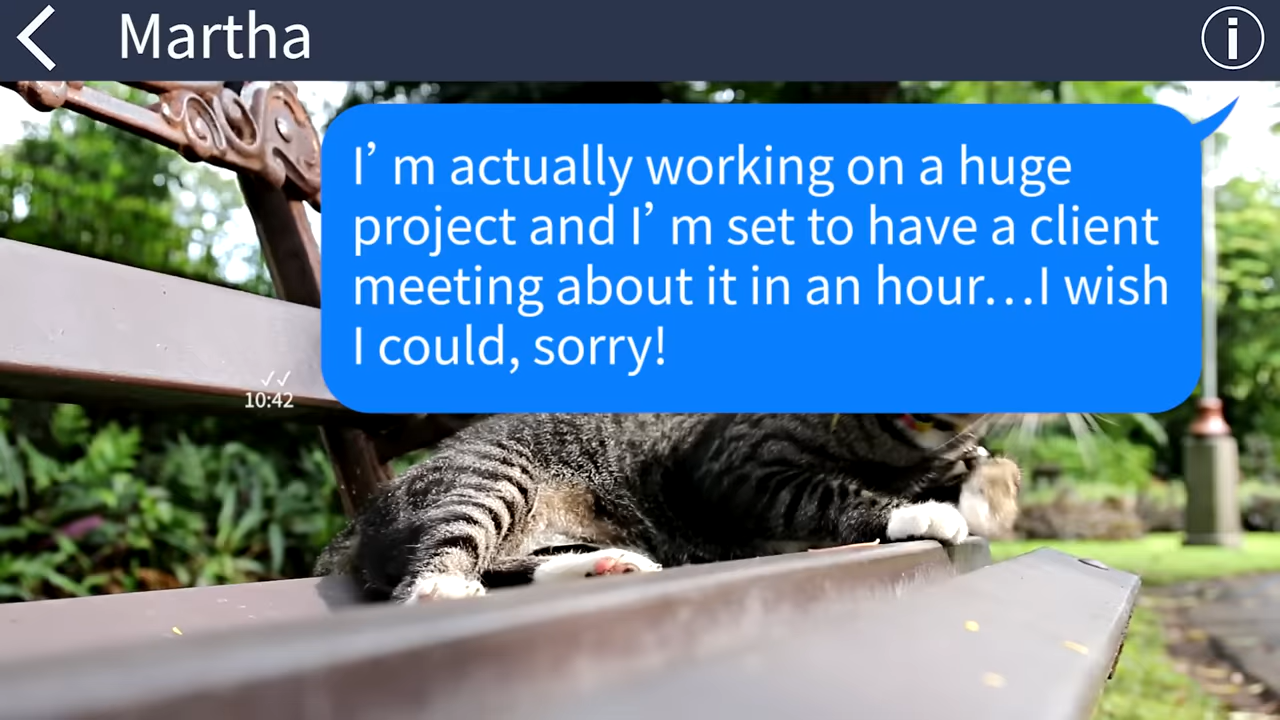 Martha
I’m actually working on a huge
project and I’m set to have a client
meeting about it in an hour…I wish
I could, sorry!
10:42